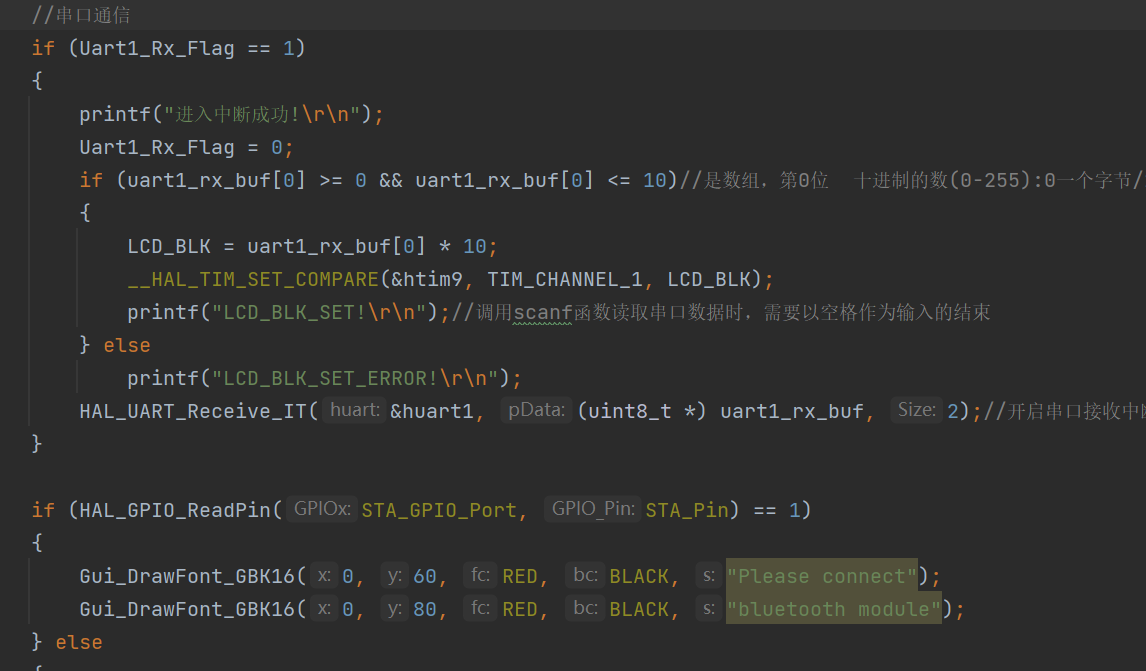 //串口通信
if (Uart1_Rx_Flag == 1)
{
printf("进入中断成功!\r\n");
Uart1_Rx_Flag = 0;
if (uart1_rx_buf[0] >= 0 && uart1_rx_buf[0] <= 10)//是数组，第0位 十进制的数(0-255):0一个字节/
{
LCD_BLK = uart1_rx_buf[0] * 10;
__HAL_TIM_SET_COMPARE(&htim9, TIM_CHANNEL_1, LCD_BLK);
printf("LCD_BLK_SET!\r\n");//调用scanf函数读取串口数据时，需要以空格作为输入的结束
} else
printf("LCD_BLK_SET_ERROR!\r\n");
HAL_UART_Receive_IT( huart: &huart1, pData: (uint8_t *) uart1_rx_buf, Size: 2);//开启串口接收中
}
if (HAL_GPIO_ReadPin( GPIOx: STA_GPIO_Port, GPIO_Pin: STA_Pin) == 1)
{
Gui_DrawFont_GBK16( x: 0, y: 60, fc: RED, bc: BLACK, s: "Please connect");
Gui_DrawFont_GBK16( x: 0, y: 80, fc: RED, bc: BLACK, s: "bluetooth module");
} else